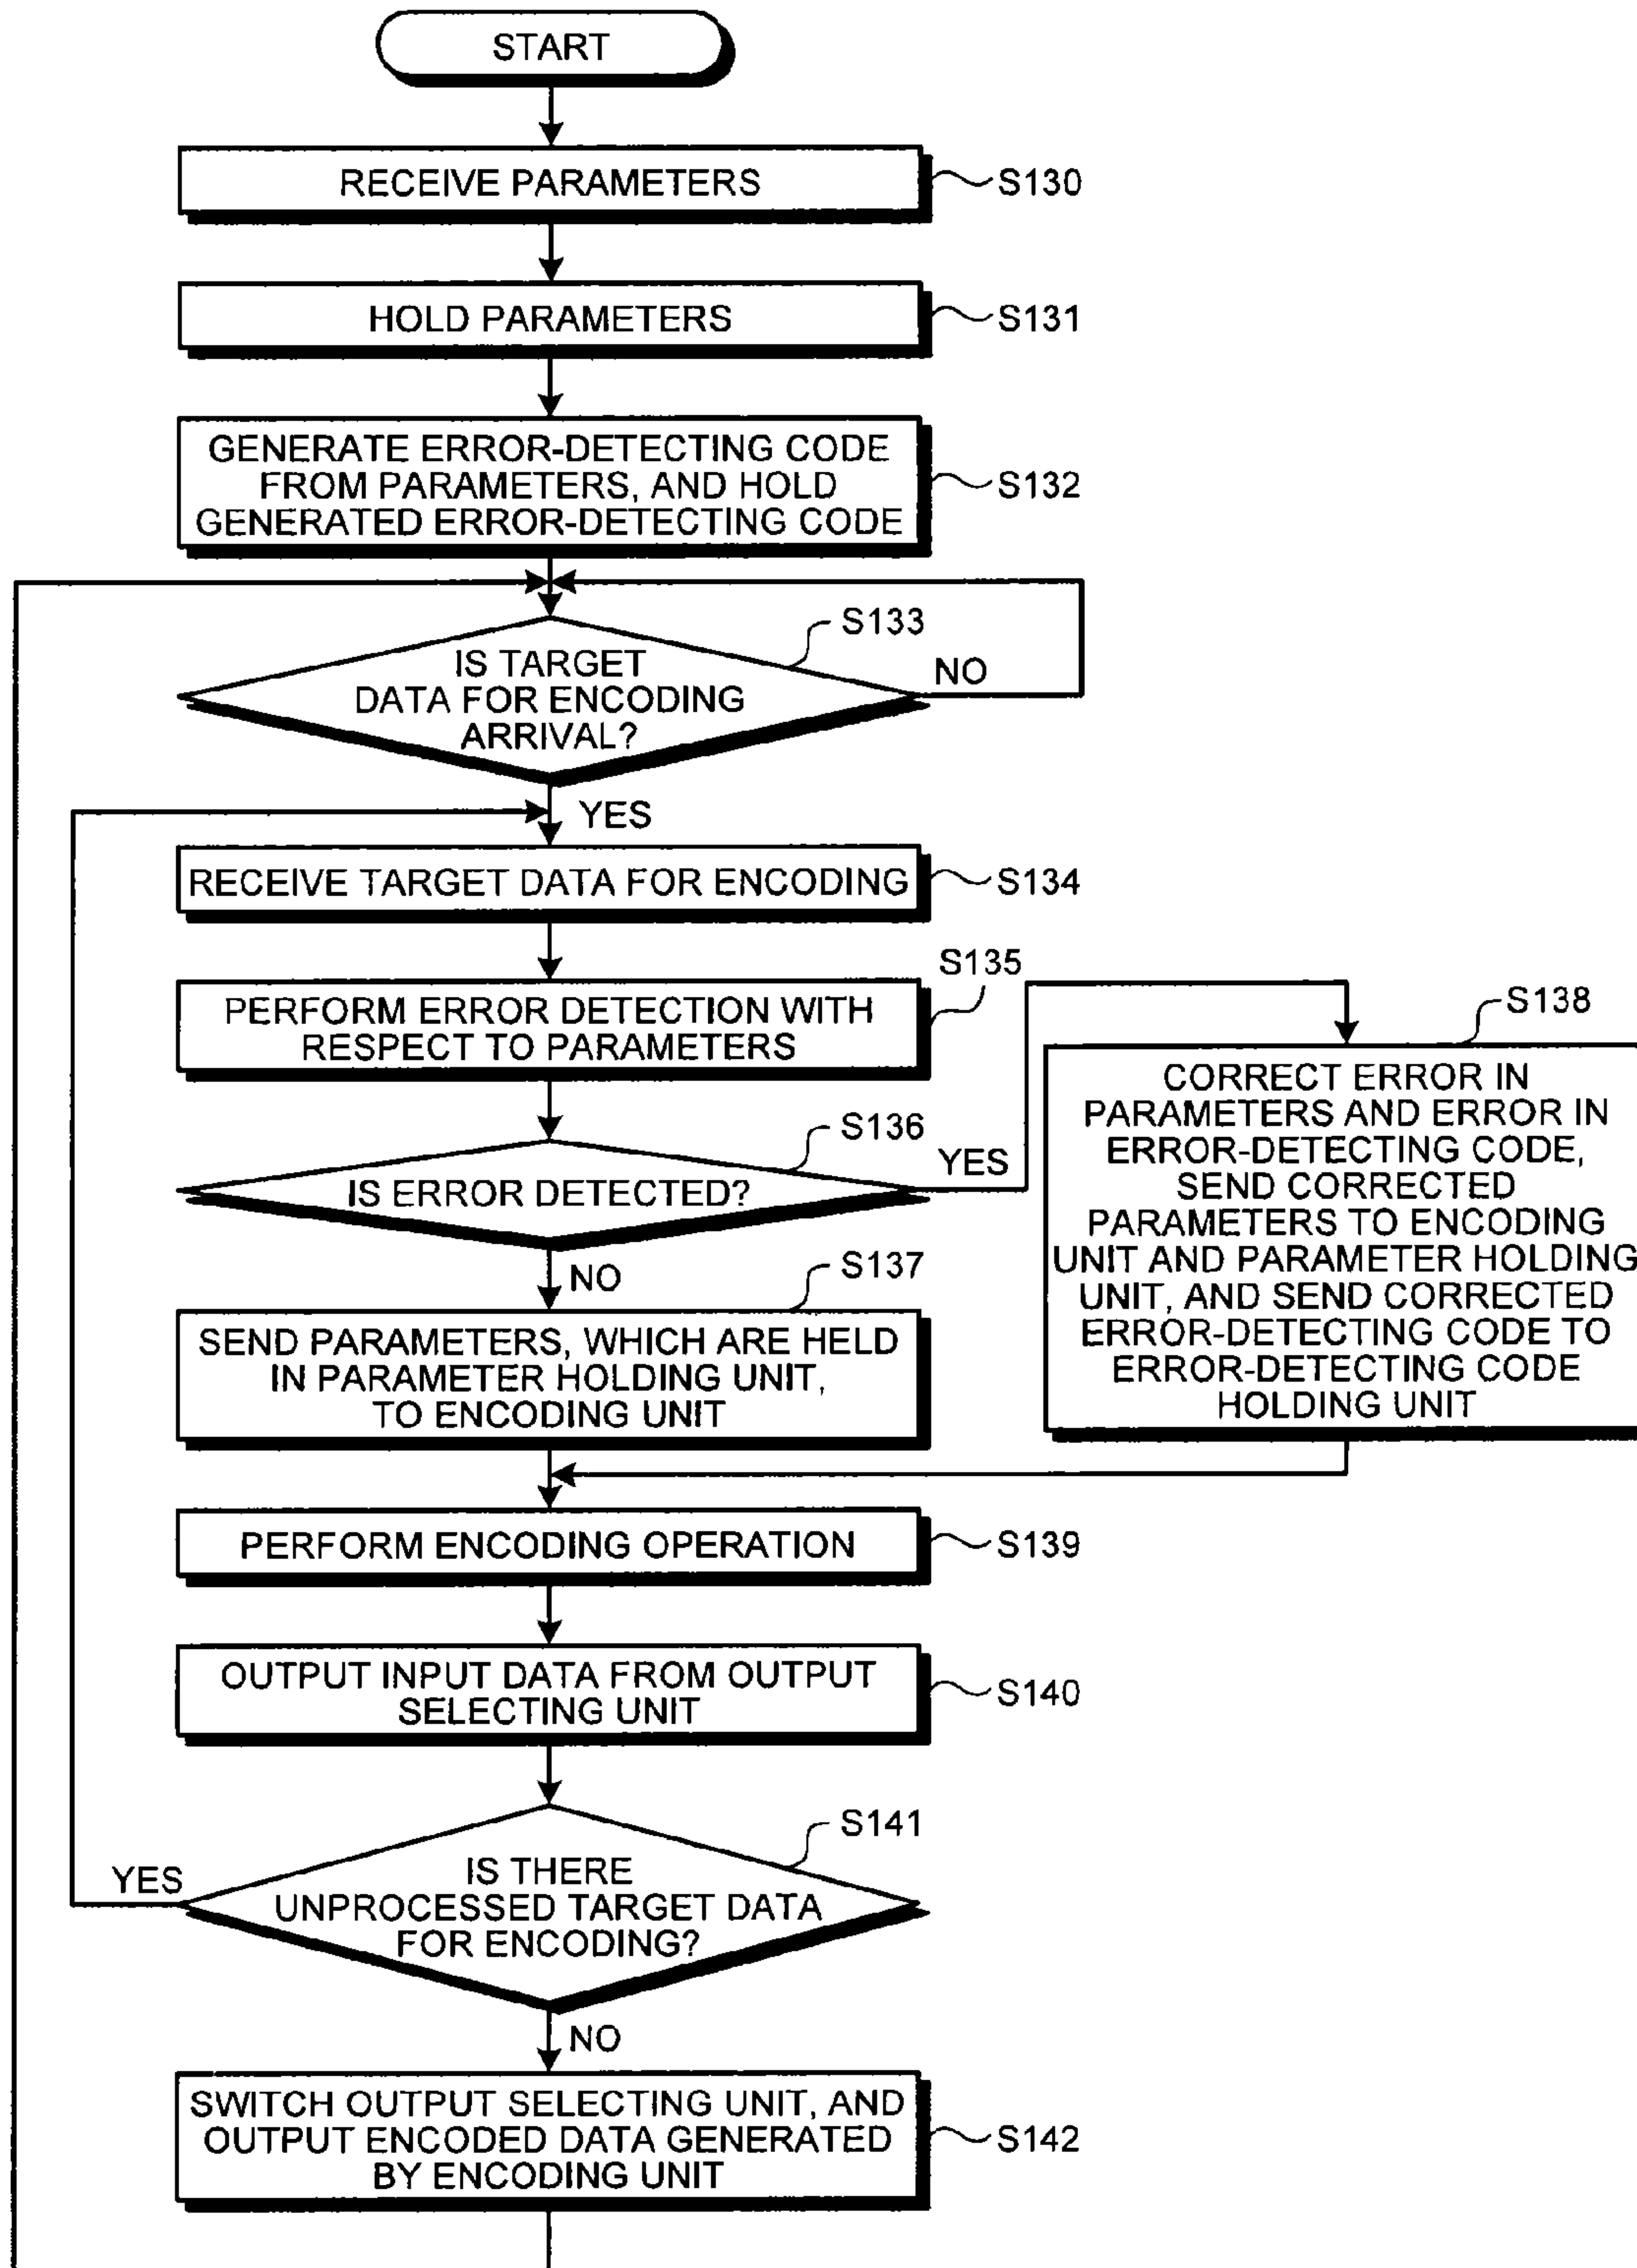 START
RECEIVE PARAMETERS
S130
HOLD PARAMETERS
S131
GENERATE ERROR-DETECTING CODE
FROM PARAMETERS, AND HOLD
GENERATED ERROR-DETECTING CODE
S132
S133
IS TARGET
DATA FOR ENCODING
ARRIVAL?
NO
YES
RECEIVE TARGET DATA FOR ENCODING
S134
S135
PERFORM ERROR DETECTION WITH
RESPECT TO PARAMETERS
S136
IS ERROR DETECTED?
YES
NO
S138
CORRECT ERROR IN
PARAMETERS AND ERROR IN
ERROR-DETECTING CODE,
SEND CORRECTED
PARAMETERS TO ENCODING
UNIT AND PARAMETER HOLDING
UNIT, AND SEND CORRECTED
ERROR-DETECTING CODE TO
ERROR-DETECTING CODE
HOLDING UNIT
S137
SEND PARAMETERS, WHICH ARE HELD
IN PARAMETER HOLDING UNIT,
TO ENCODING UNIT
PERFORM ENCODING OPERATION
S139
OUTPUT INPUT DATA FROM OUTPUT
SELECTING UNIT
S140
S141
IS THERE
UNPROCESSED TARGET DATA
FOR ENCODING?
YES
NO
SWITCH OUTPUT SELECTING UNIT, AND
OUTPUT ENCODED DATA GENERATED
BY ENCODING UNIT
S142